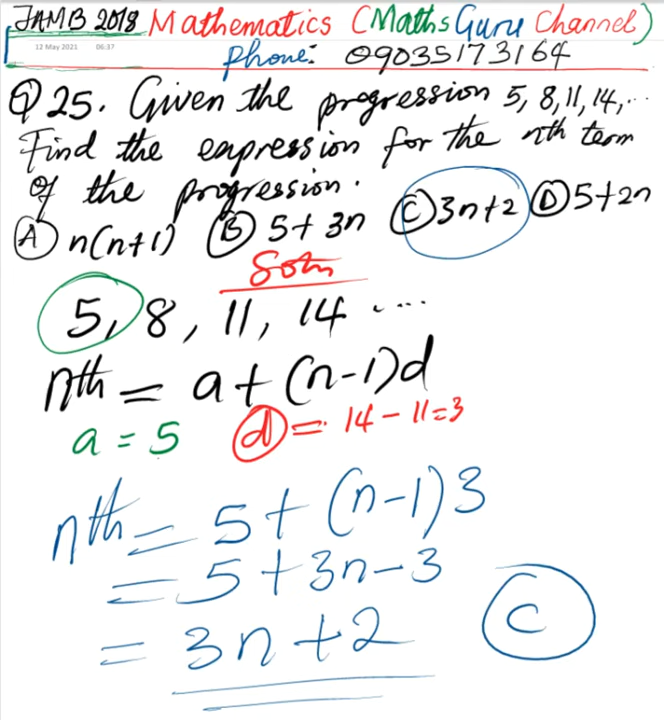 JAMB 2018 Mathematics (Maths Guru Channel)
12 May 2021 06:37
Phone: 09035173164
Q 25. Given the progression 5, 8, 11, 14, ...
Find the expression for the nth term
of the progression.
(A) n(n+1) (B) 5+ 3n (C) 3n+2 (D) 5+2n
Soln
5, 8, 11, 14 ....
nth = a + (n-1)d
a = 5 (d) = 14 - 11 = 3
nth = 5 + (n-1)3
= 5 + 3n - 3
= 3n + 2 (C)